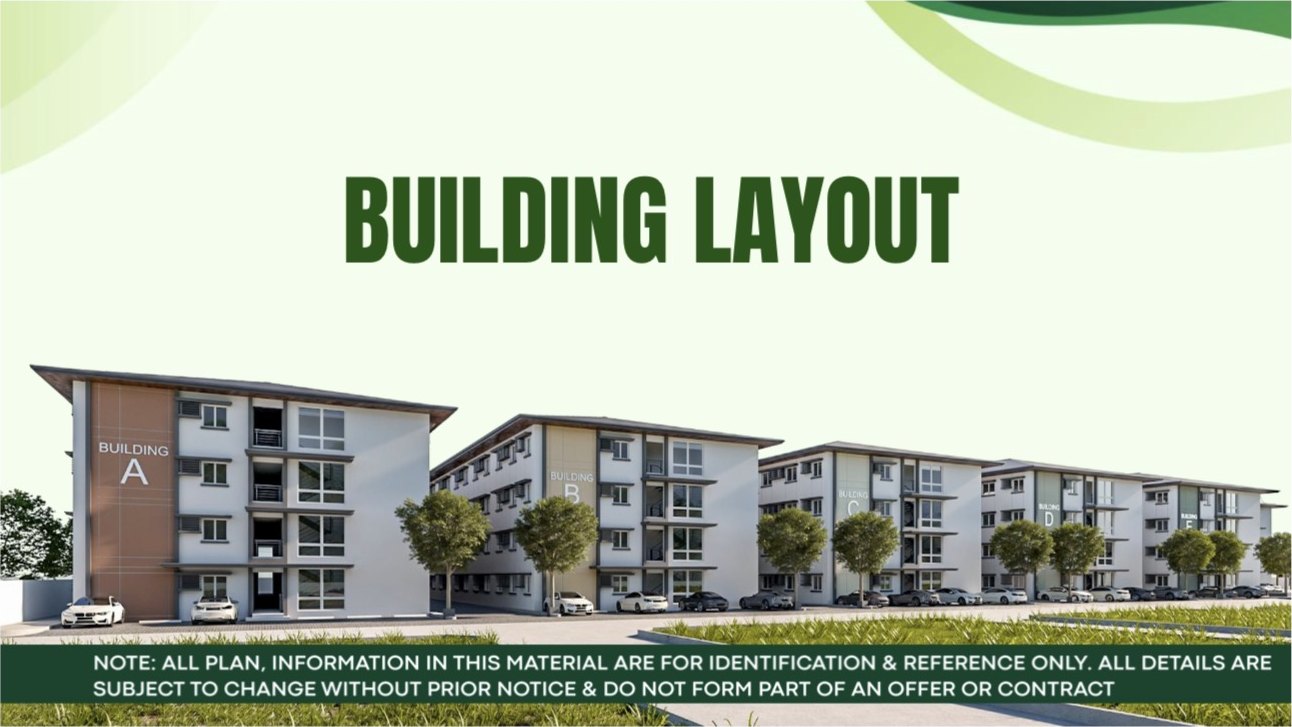 BUILDING LAYOUT
BUILDING
A
BUILDING
B
BUILDING
C
BUILDING
D
BUILDING
E
NOTE: ALL PLAN, INFORMATION IN THIS MATERIAL ARE FOR IDENTIFICATION & REFERENCE ONLY. ALL DETAILS ARE
SUBJECT TO CHANGE WITHOUT PRIOR NOTICE & DO NOT FORM PART OF AN OFFER OR CONTRACT